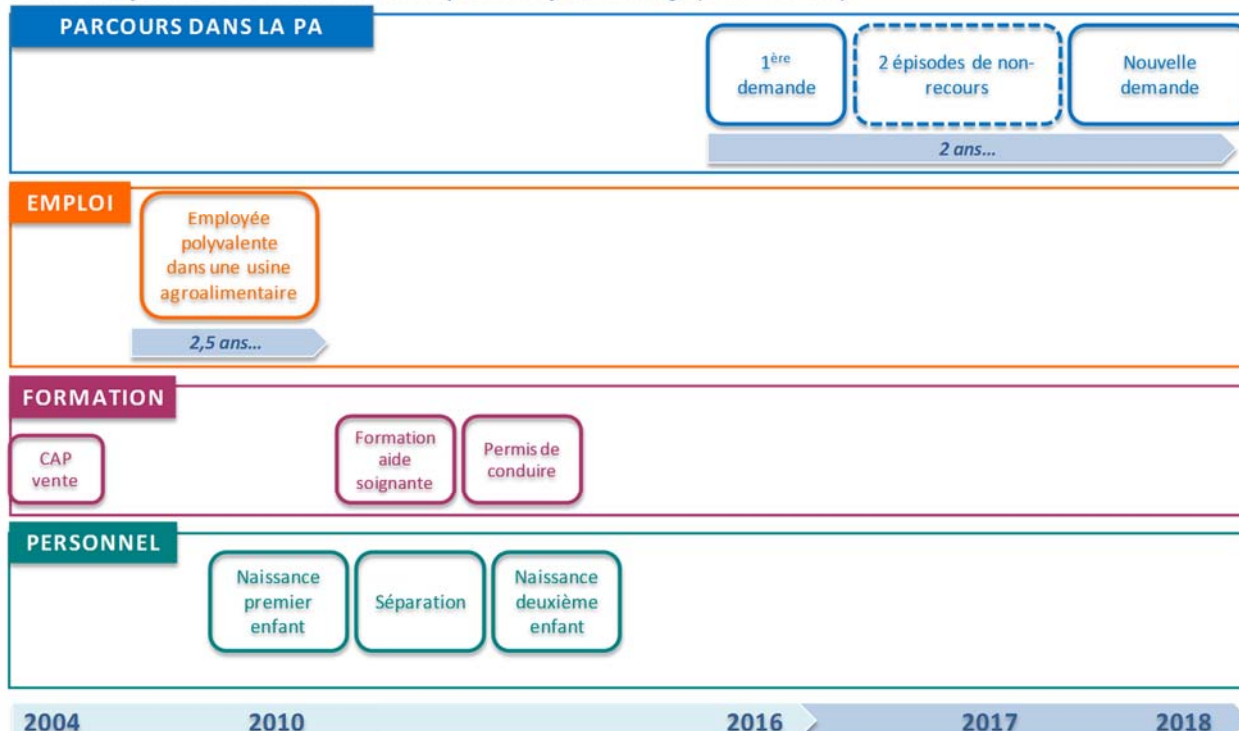 PARCOURS DANS LA PA
1ère
demande
2 épisodes de non-
recours
Nouvelle
demande
2 ans...
EMPLOI
Employée
polyvalente
dans une usine
agroalimentaire
2,5 ans...
FORMATION
CAP
vente
Formation
aide
soignante
Permis de
conduire
PERSONNEL
Naissance
premier
enfant
Séparation
Naissance
deuxième
enfant
2004 2010 2016 2017 2018